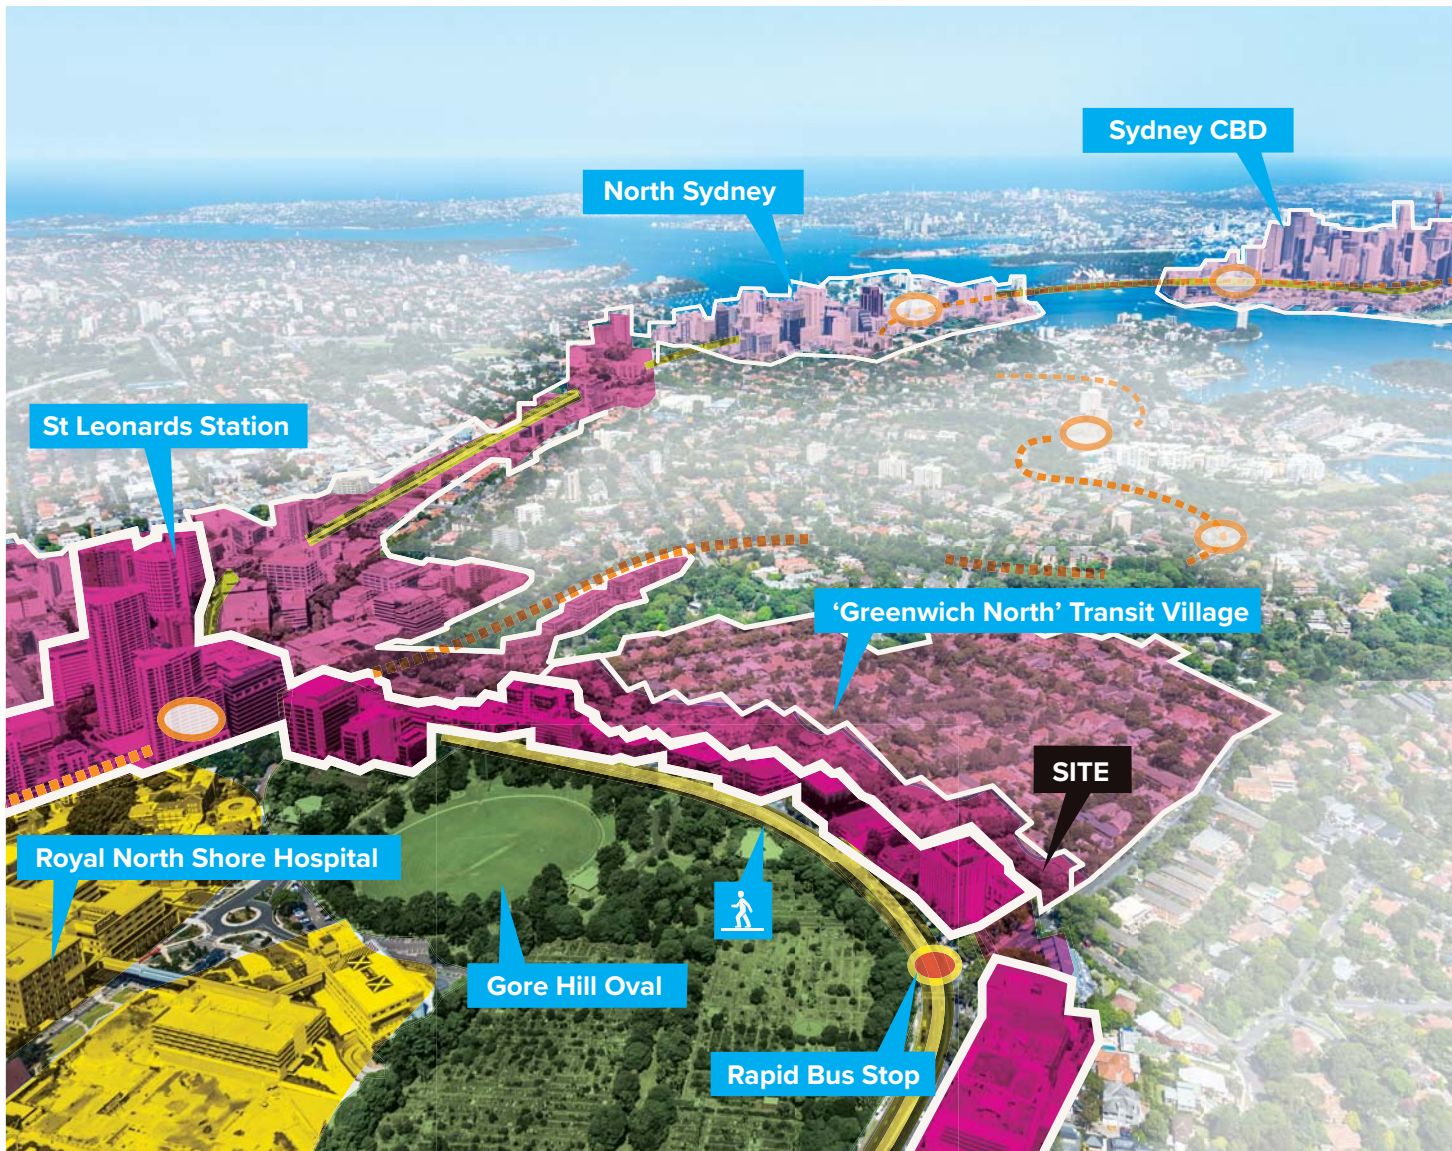 Sydney CBD
North Sydney
St Leonards Station
‘Greenwich North’ Transit Village
SITE
Royal North Shore Hospital
Gore Hill Oval
Rapid Bus Stop